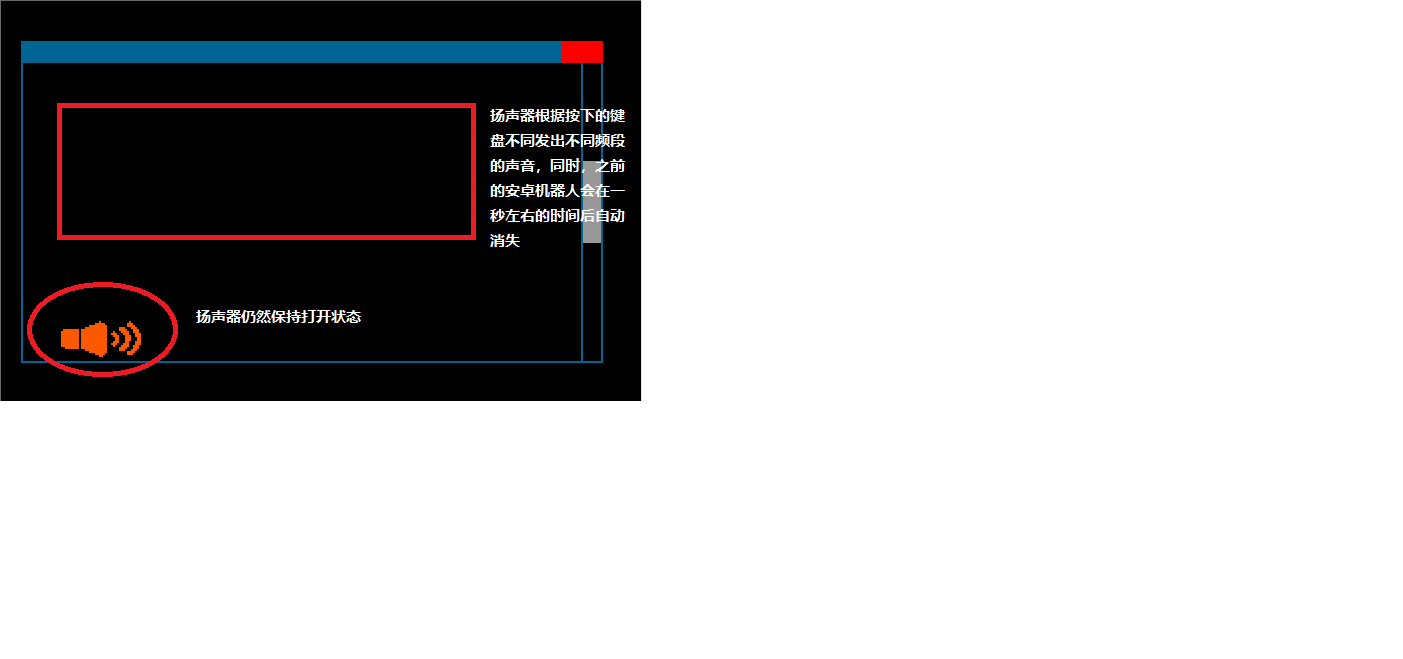 扬声器根据按下的键
盘不同发出不同频段
的声音，同时，之前
的安卓机器人会在一
秒左右的时间后自动
消失
扬声器仍然保持打开状态